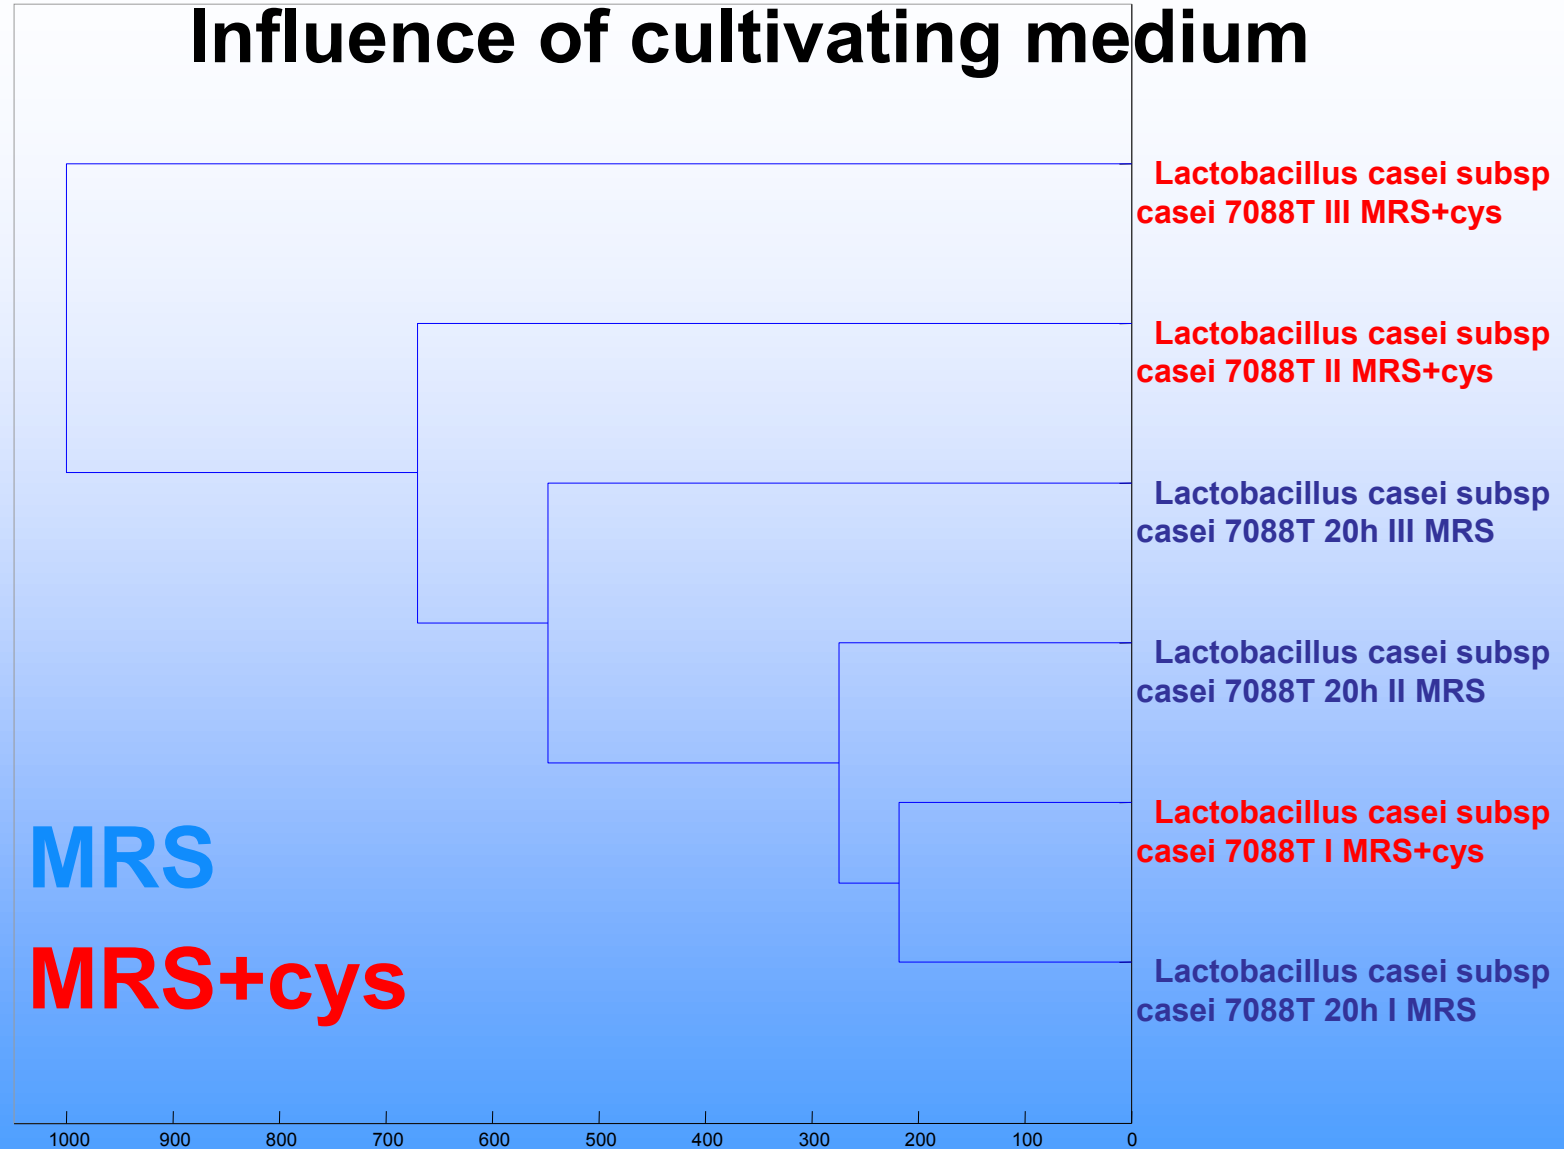 Influence of cultivating medium
Lactobacillus casei subsp
casei 7088T III MRS+cys
Lactobacillus casei subsp
casei 7088T II MRS+cys
Lactobacillus casei subsp
casei 7088T 20h III MRS
Lactobacillus casei subsp
casei 7088T 20h II MRS
Lactobacillus casei subsp
casei 7088T I MRS+cys
Lactobacillus casei subsp
casei 7088T 20h I MRS
MRS
MRS+cys
1000 900 800 700 600 500 400 300 200 100 0